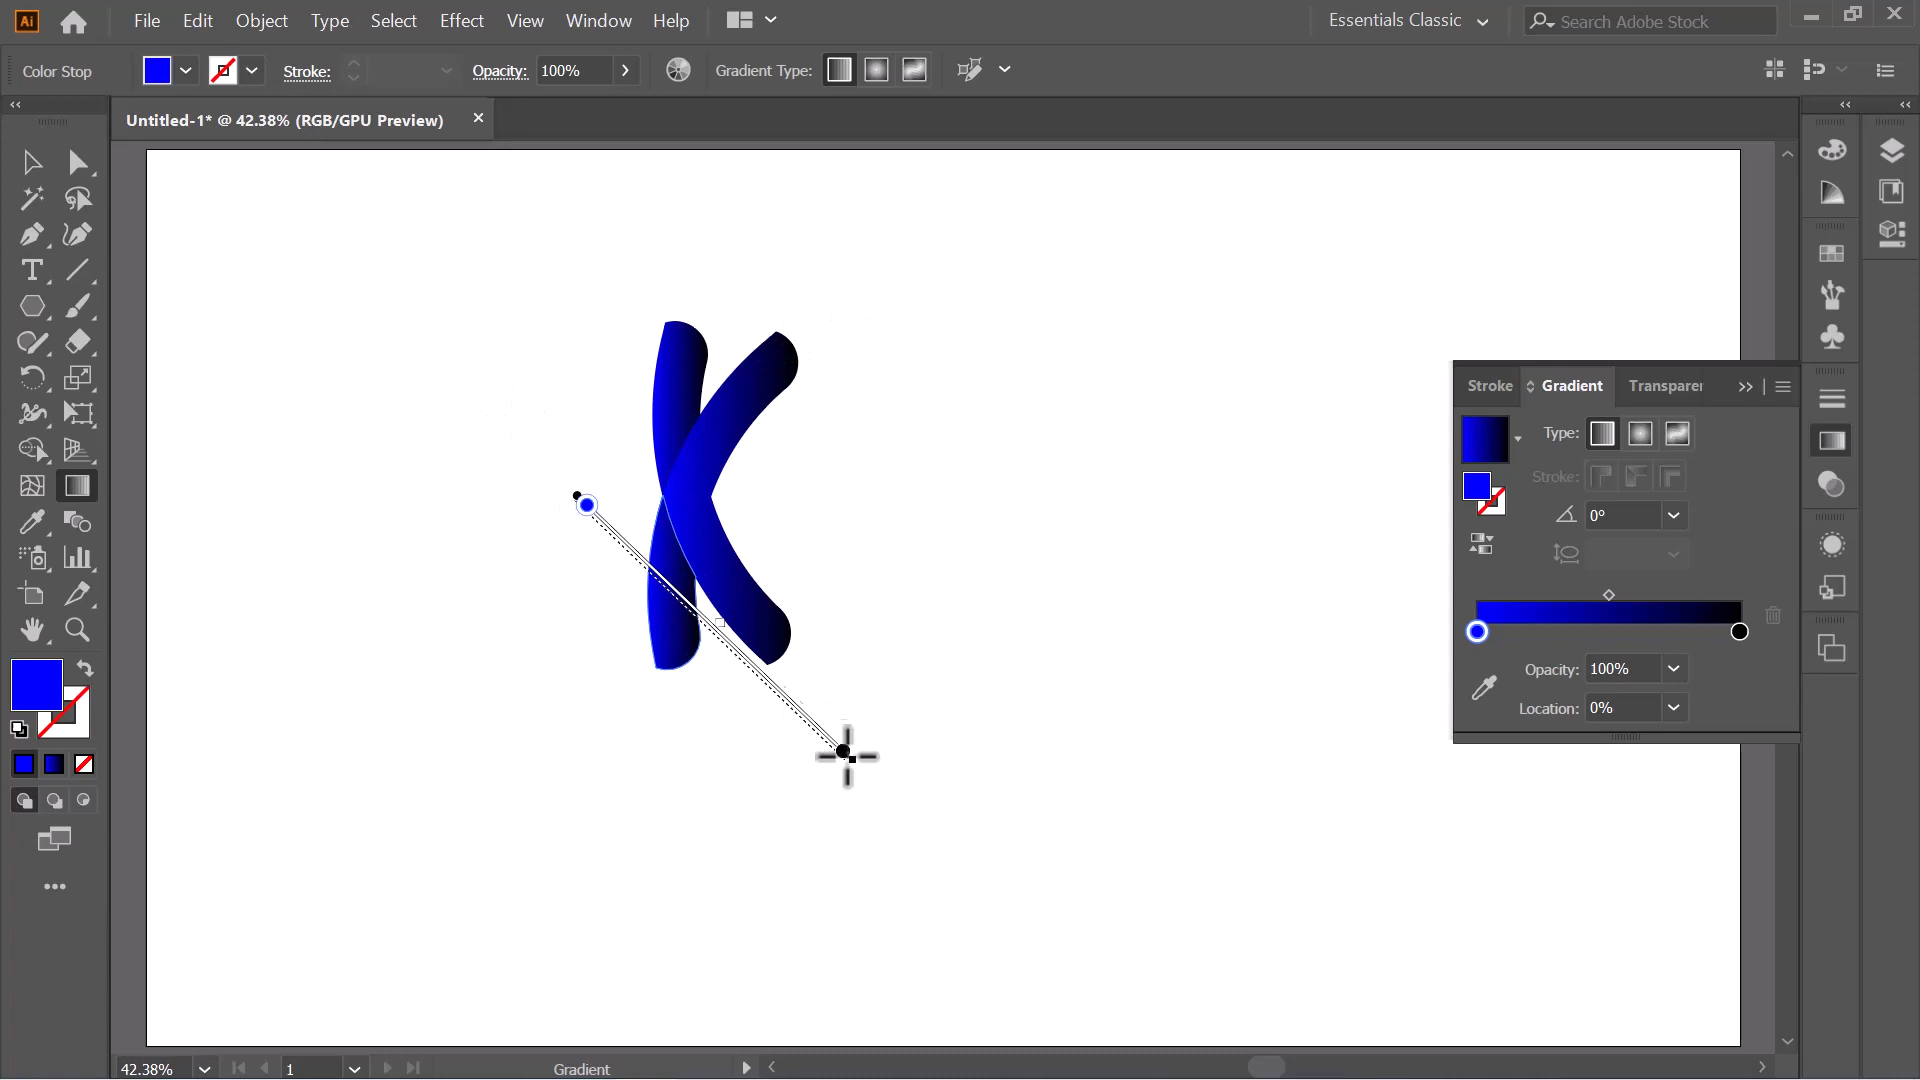 Ai File Edit Object Type Select Effect View Window Help Essentials Classic Search Adobe Stock
Color Stop Stroke: Opacity: 100% Gradient Type:
Untitled-1* @ 42.38% (RGB/GPU Preview)
Stroke Gradient Transparer
Type:
Stroke:
0°
Opacity: 100%
Location: 0%
42.38% 1 Gradient